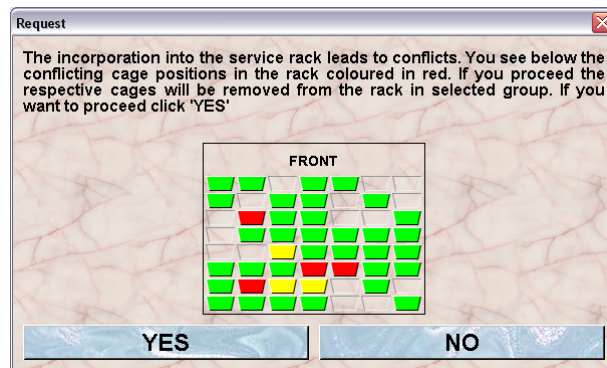 Request
The incorporation into the service rack leads to conflicts. You see below the
conflicting cage positions in the rack coloured in red. If you proceed the
respective cages will be removed from the rack in selected group. If you
want to proceed click 'YES'
FRONT
YES
NO